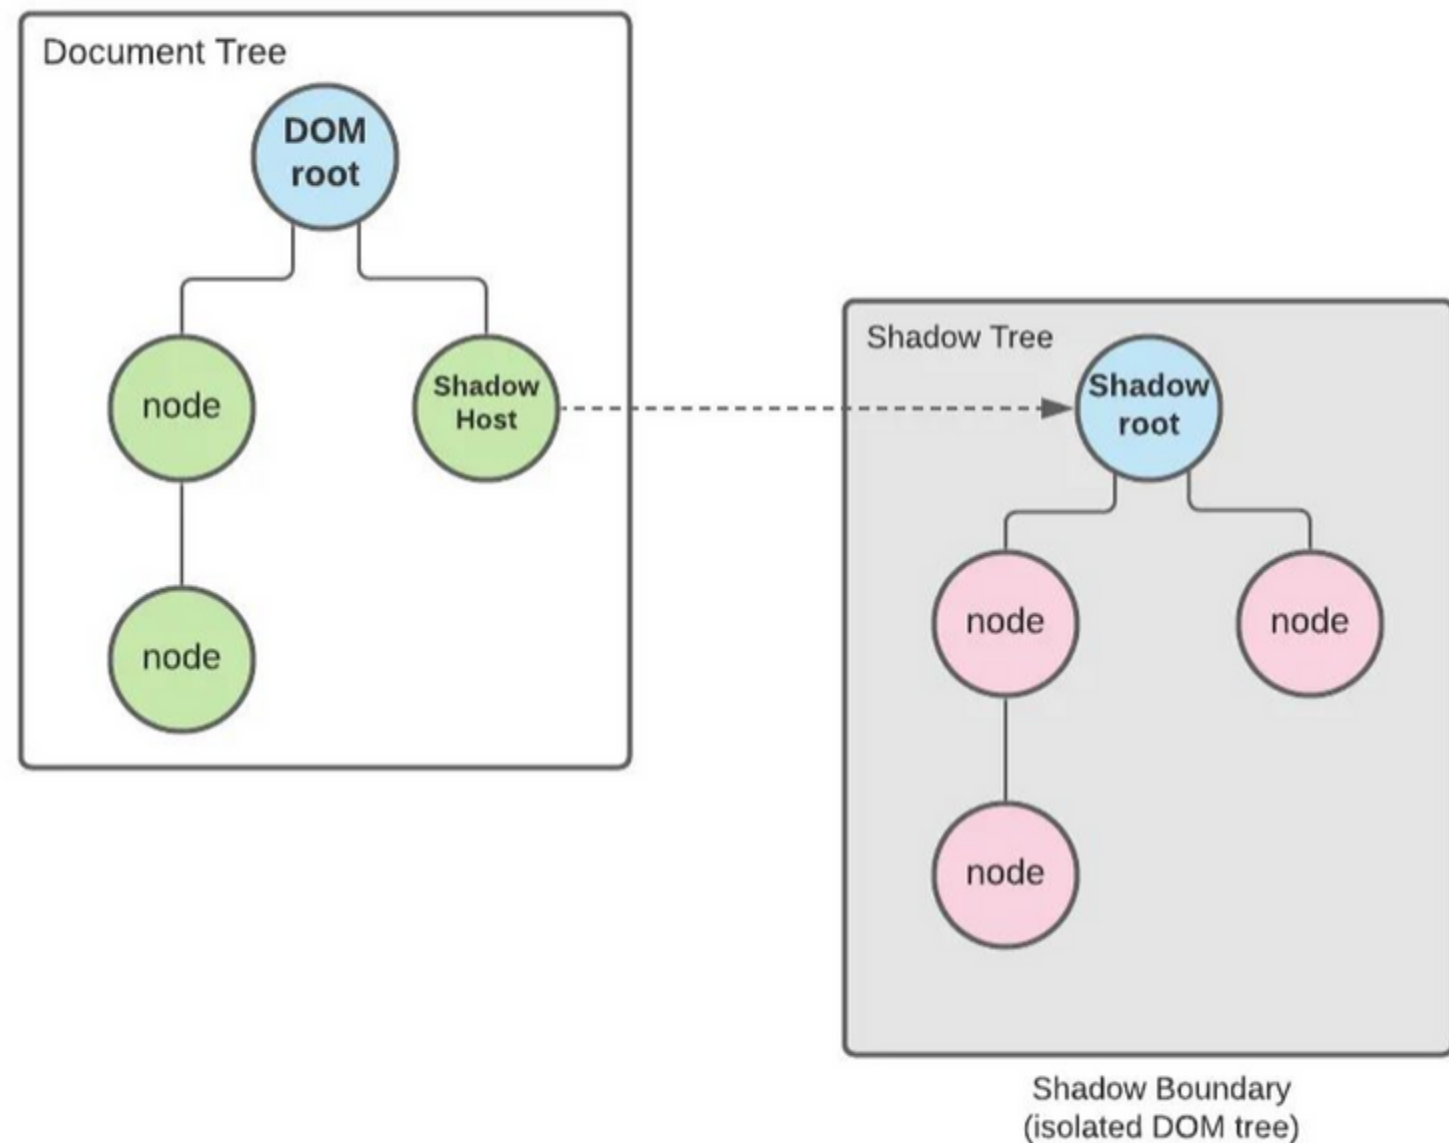 Document Tree
DOM
root
node
Shadow
Host
node
Shadow Tree
Shadow
root
node
node
node
Shadow Boundary
(isolated DOM tree)